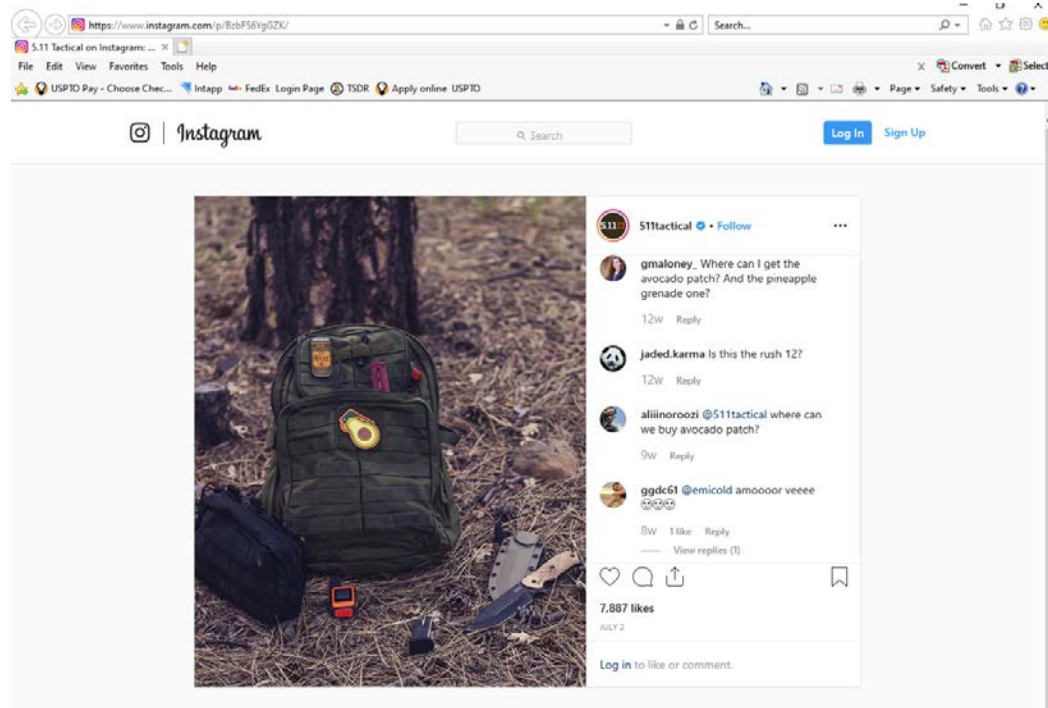 https://www.instagram.com/p/BzbFS6YgGZK/
Search...
5.11 Tactical on Instagram: ...
File Edit View Favorites Tools Help
X Convert Select
USPTO Pay - Choose Chec... Intapp FedEx Login Page TSDR Apply online USPTO
Page Safety Tools
Instagram
Search
Log In
Sign Up
5.11
511tactical • Follow
gmaloney_ Where can I get the
avocado patch? And the pineapple
grenade one?
12w Reply
jaded.karma Is this the rush 12?
12w Reply
aliiinoroozi @511tactical where can
we buy avocado patch?
9w Reply
ggdc61 @emicold amoooor veeee
8w 1 like Reply
View replies (1)
7,887 likes
JULY 2
Log in to like or comment.